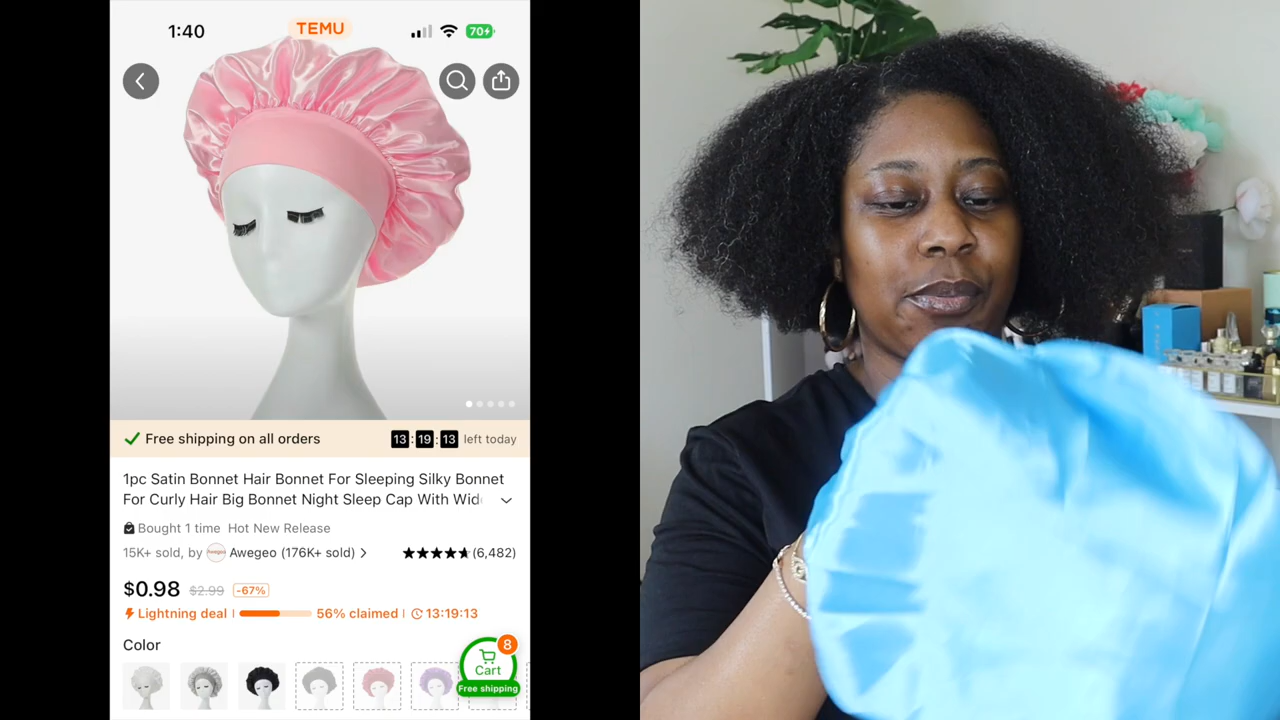 1:40
TEMU
70
Free shipping on all orders
13:19:13 left today
1pc Satin Bonnet Hair Bonnet For Sleeping Silky Bonnet
For Curly Hair Big Bonnet Night Sleep Cap With Wid
Bought 1 time Hot New Release
15K+ sold, by Awegeo (176K+ sold) > (6,482)
$0.98 $2.99 -67%
Lightning deal | 56% claimed | 13:19:13
Color
8
Cart
Free shipping